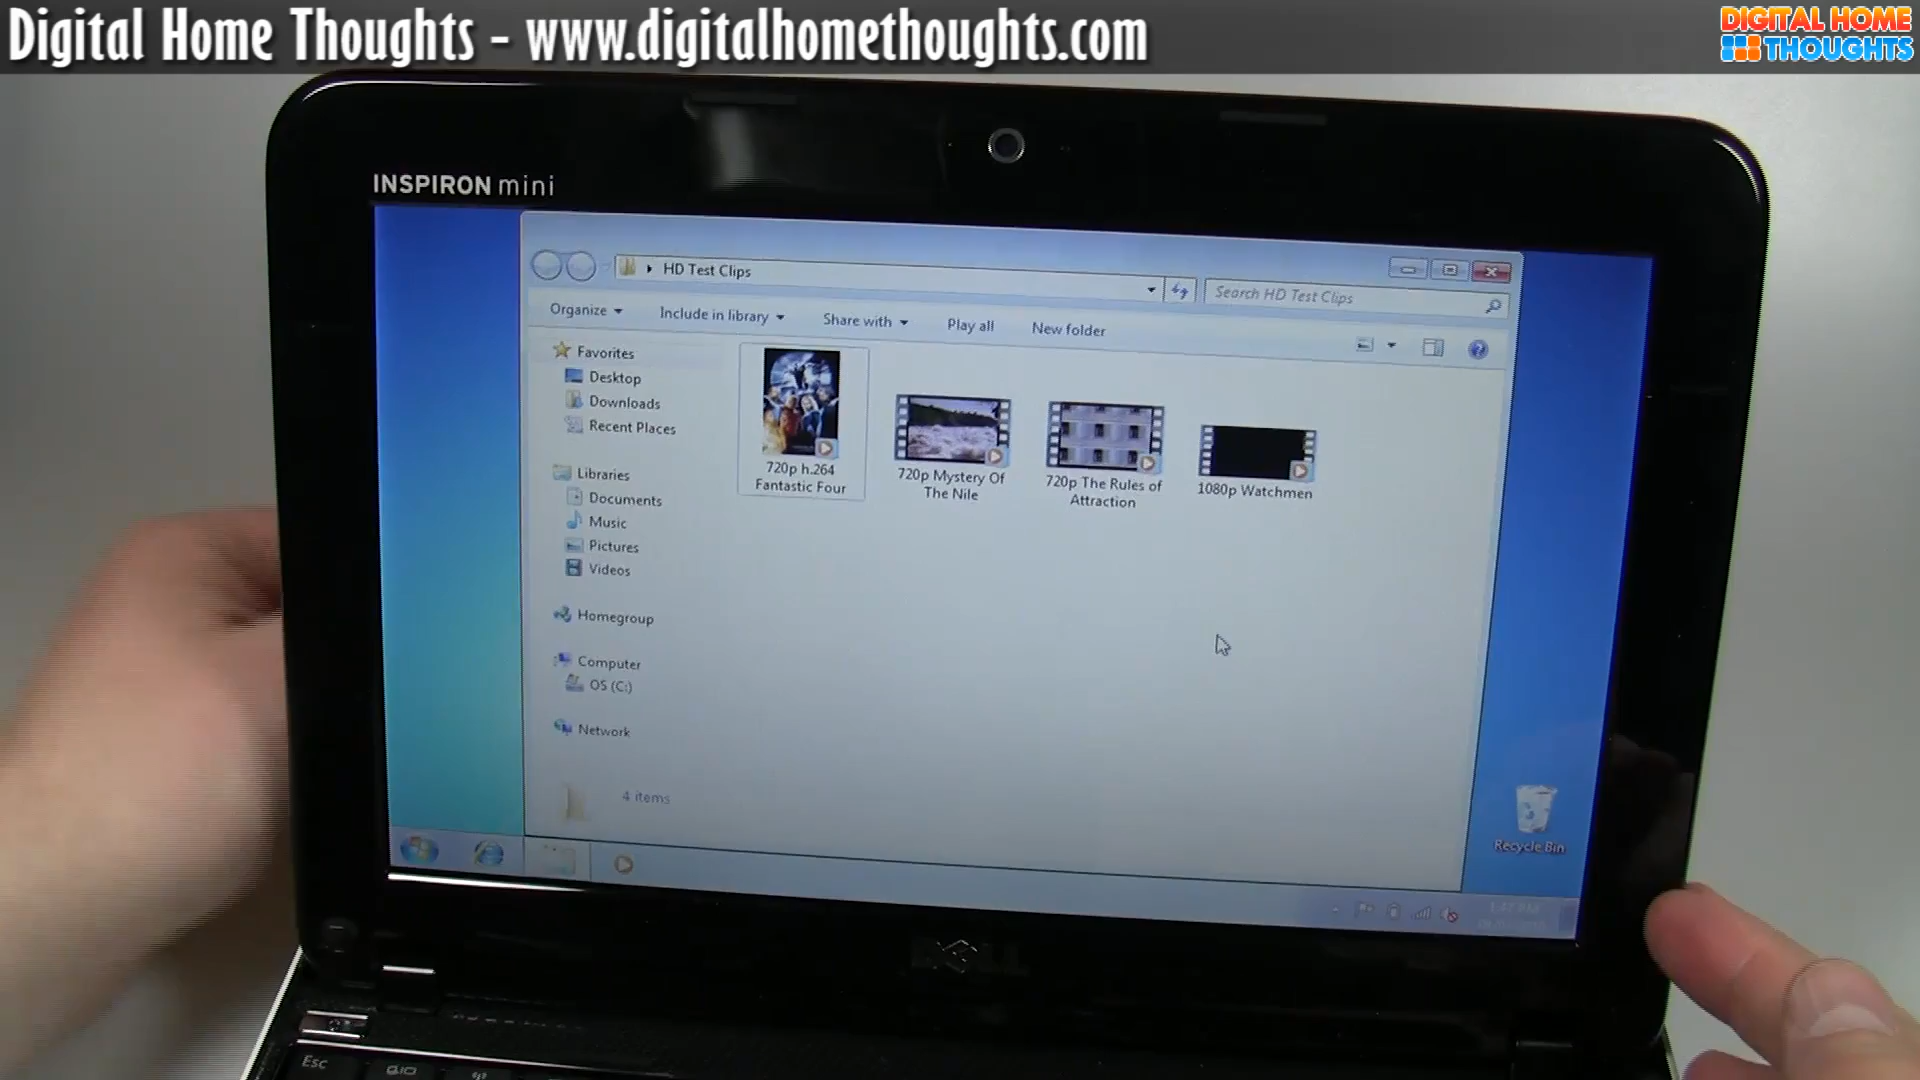 Digital Home Thoughts - www.digitalhomethoughts.com
DIGITAL HOME
THOUGHTS
INSPIRON mini
HD Test Clips
Search HD Test Clips
Organize
Include in library
Share with
Play all
New folder
Favorites
Desktop
Downloads
Recent Places
Libraries
Documents
Music
Pictures
Videos
Homegroup
Computer
OS (C:)
Network
720p h.264
Fantastic Four
720p Mystery Of
The Nile
720p The Rules of
Attraction
1080p Watchmen
4 items
Recycle Bin
DELL
Esc